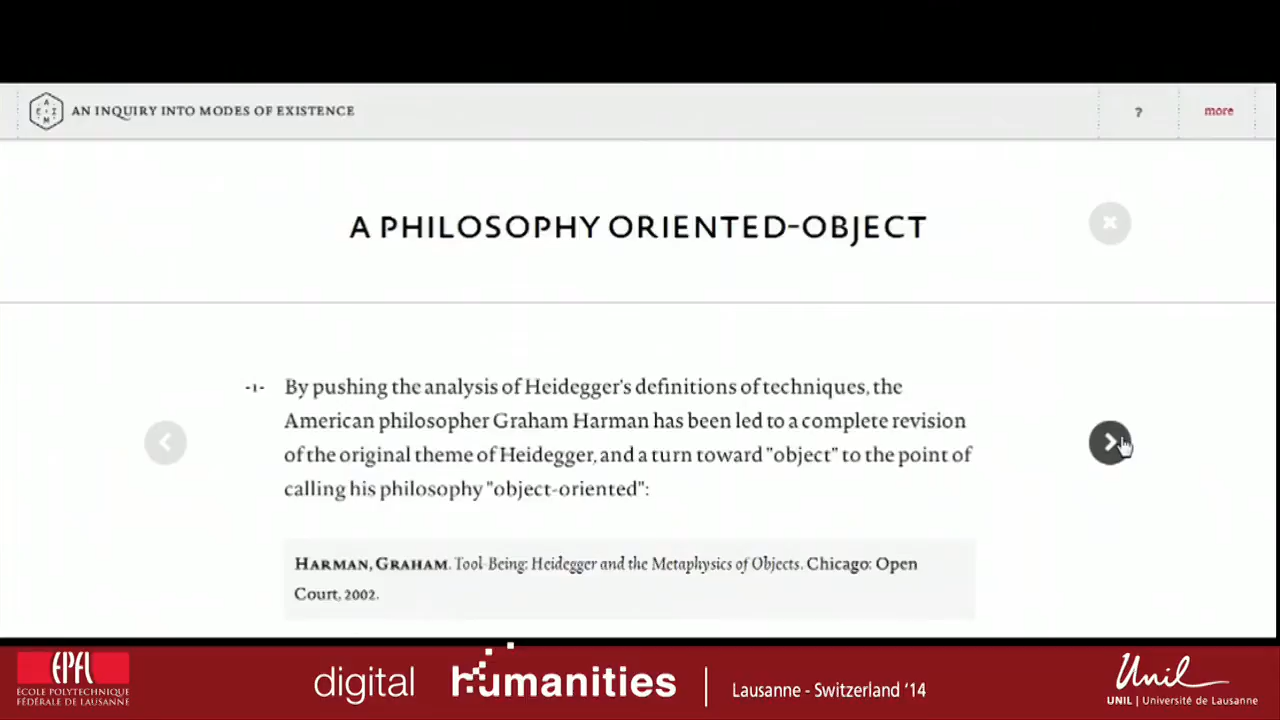 AN INQUIRY INTO MODES OF EXISTENCE
?
more
A PHILOSOPHY ORIENTED-OBJECT
-1- By pushing the analysis of Heidegger's definitions of techniques, the
American philosopher Graham Harman has been led to a complete revision
of the original theme of Heidegger, and a turn toward "object" to the point of
calling his philosophy "object-oriented":
HARMAN, GRAHAM. Tool-Being: Heidegger and the Metaphysics of Objects. Chicago: Open
Court, 2002.
EPFL
ÉCOLE POLYTECHNIQUE
FÉDÉRALE DE LAUSANNE
digital humanities
Lausanne - Switzerland '14
Unil
UNIL | Université de Lausanne